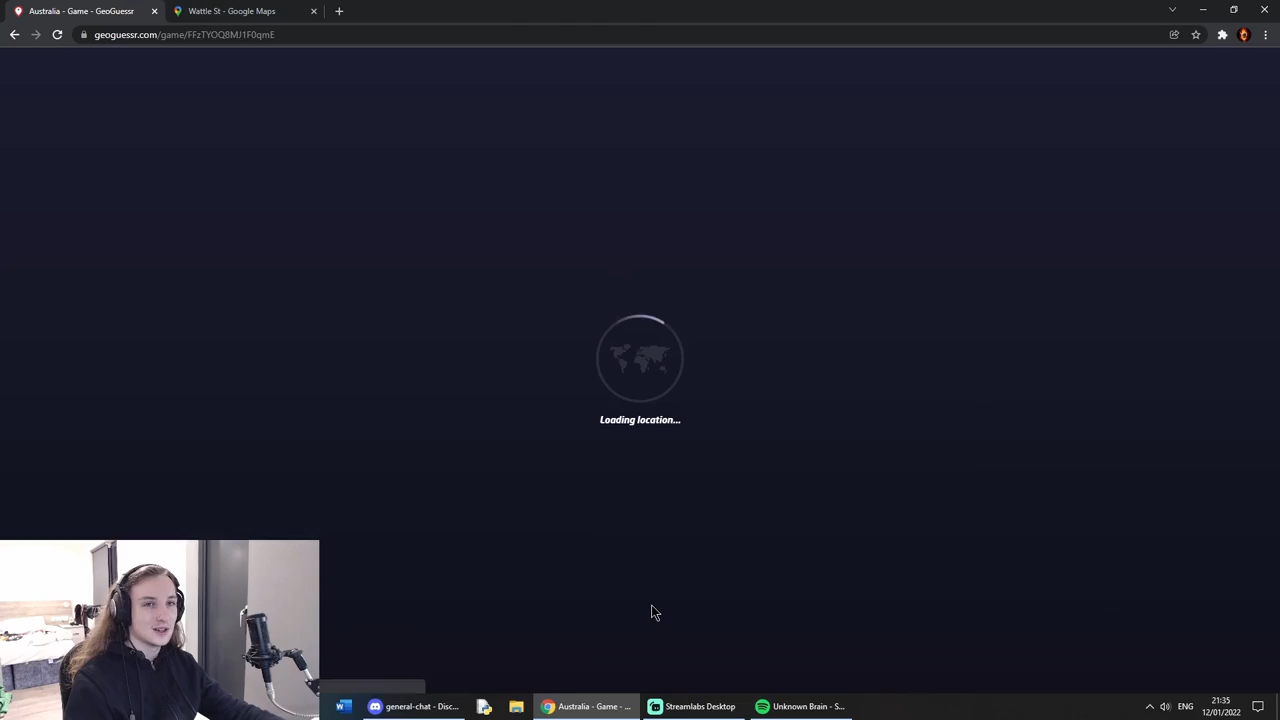 Australia - Game - GeoGuessr
Wattle St - Google Maps
geoguessr.com/game/FFzTYOQ8MJ1F0qmE
Loading location...
general-chat - Disc...
Australia - Game - ...
Streamlabs Desktop
Unknown Brain - S...
ENG
21:35
12/01/2022